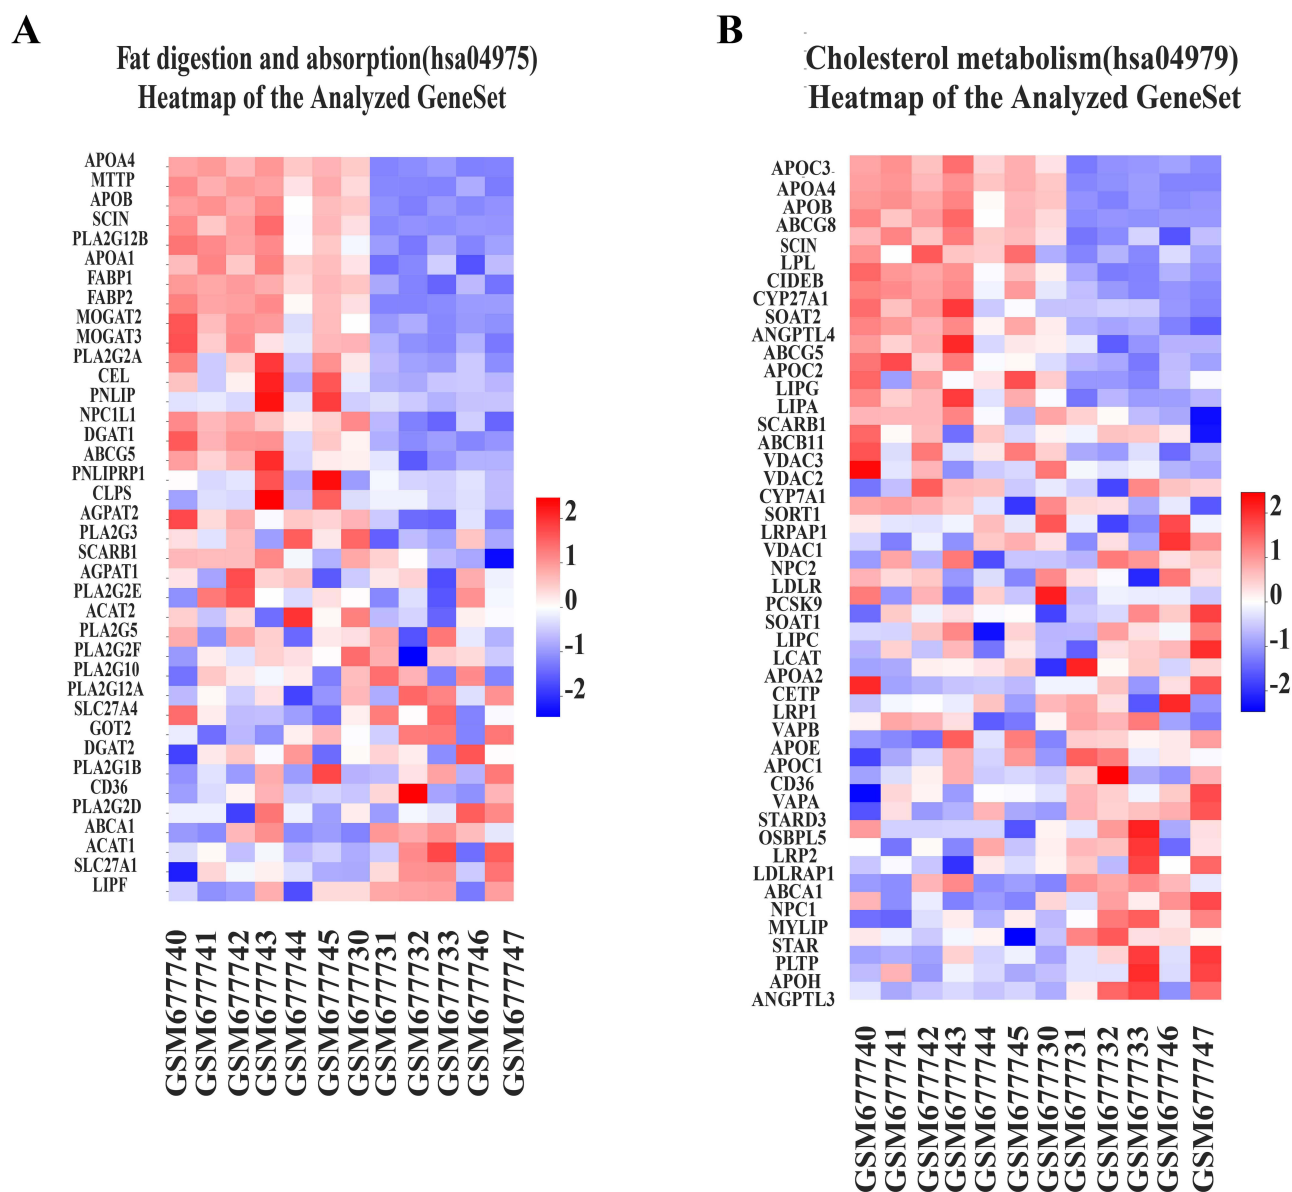 A
Fat digestion and absorption(hsa04975)
Heatmap of the Analyzed GeneSet
APOA4
MTTP
APOB
SCIN
PLA2G12B
APOA1
FABP1
FABP2
MOGAT2
MOGAT3
PLA2G2A
CEL
PNLIP
NPC1L1
DGAT1
ABCG5
PNLIPRP1
CLPS
AGPAT2
PLA2G3
SCARB1
AGPAT1
PLA2G2E
ACAT2
PLA2G5
PLA2G2F
PLA2G10
PLA2G12A
SLC27A4
GOT2
DGAT2
PLA2G1B
CD36
PLA2G2D
ABCA1
ACAT1
SLC27A1
LIPF
2
1
0
-1
-2
GSM677740
GSM677741
GSM677742
GSM677743
GSM677744
GSM677745
GSM677730
GSM677731
GSM677732
GSM677733
GSM677746
GSM677747
B
Cholesterol metabolism(hsa04979)
Heatmap of the Analyzed GeneSet
APOC3
APOA4
APOB
ABCG8
SCIN
LPL
CIDEB
CYP27A1
SOAT2
ANGPTL4
ABCG5
APOC2
LIPG
LIPA
SCARB1
ABCB11
VDAC3
VDAC2
CYP7A1
SORT1
LRPAP1
VDAC1
NPC2
LDLR
PCSK9
SOAT1
LIPC
LCAT
APOA2
CETP
LRP1
VAPB
APOE
APOC1
CD36
VAPA
STARD3
OSBPL5
LRP2
LDLRAP1
ABCA1
NPC1
MYLIP
STAR
PLTP
APOH
ANGPTL3
2
1
0
-1
-2
GSM677740
GSM677741
GSM677742
GSM677743
GSM677744
GSM677745
GSM677730
GSM677731
GSM677732
GSM677733
GSM677746
GSM677747